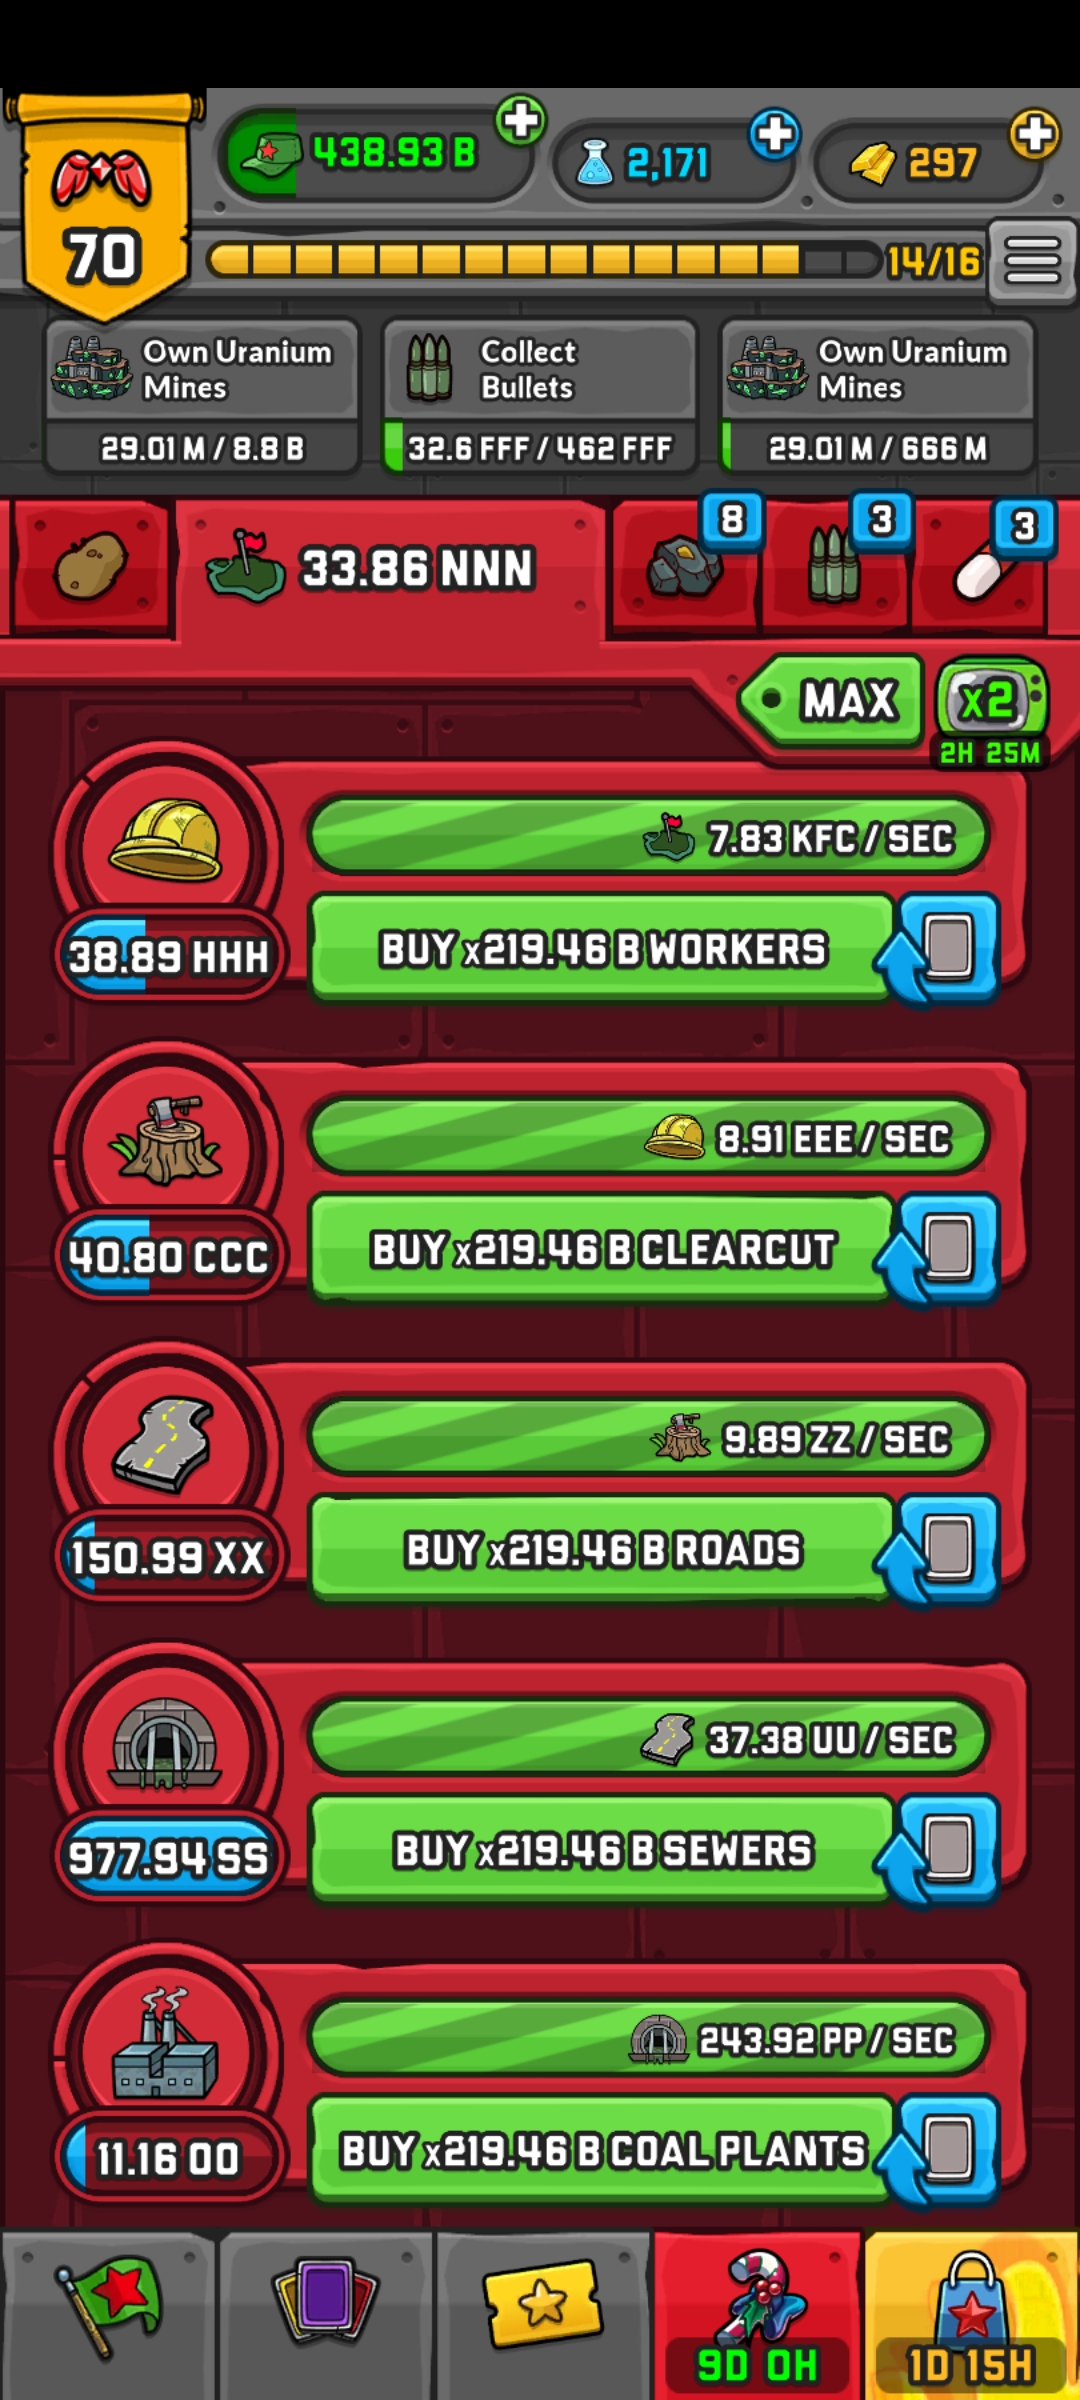 438.93 B
2,171
297
70
14/16
Own Uranium
Mines
29.01 M / 8.8 B
Collect
Bullets
32.6 FFF / 462 FFF
Own Uranium
Mines
29.01 M / 666 M
33.86 NNN
8
3
3
MAX
x2
2H 25M
7.83 KFC / SEC
38.89 HHH
BUY x219.46 B WORKERS
8.91 EEE / SEC
40.80 CCC
BUY x219.46 B CLEARCUT
9.89 ZZ / SEC
150.99 XX
BUY x219.46 B ROADS
37.38 UU / SEC
977.94 SS
BUY x219.46 B SEWERS
243.92 PP / SEC
11.16 OO
BUY x219.46 B COAL PLANTS
9D 0H
1D 15H